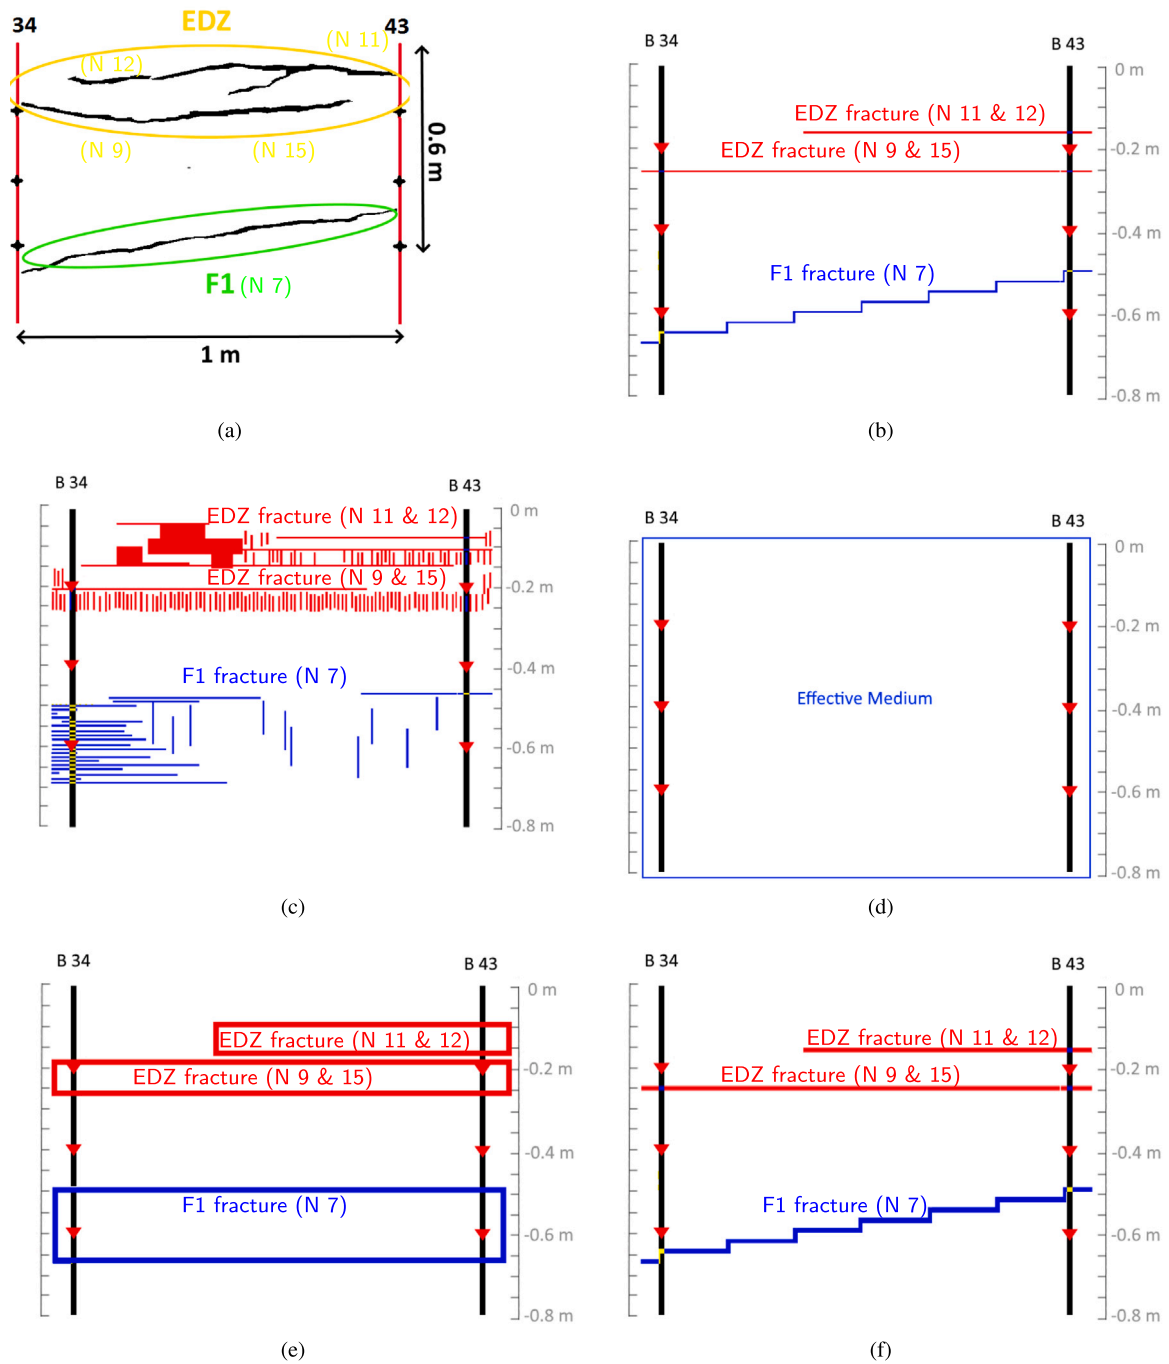 34
EDZ
43
(N 11)
(N 12)
0.6 m
(N 9)
(N 15)
F1 (N 7)
1 m
(a)
B 34
B 43
0 m
EDZ fracture (N 11 & 12)
-0.2 m
EDZ fracture (N 9 & 15)
-0.4 m
F1 fracture (N 7)
-0.6 m
-0.8 m
(b)
B 34
B 43
0 m
EDZ fracture (N 11 & 12)
EDZ fracture (N 9 & 15)
-0.2 m
-0.4 m
F1 fracture (N 7)
-0.6 m
-0.8 m
(c)
B 34
B 43
0 m
-0.2 m
-0.4 m
Effective Medium
-0.6 m
-0.8 m
(d)
B 34
B 43
0 m
EDZ fracture (N 11 & 12)
-0.2 m
EDZ fracture (N 9 & 15)
-0.4 m
F1 fracture (N 7)
-0.6 m
-0.8 m
(e)
B 34
B 43
0 m
EDZ fracture (N 11 & 12)
-0.2 m
EDZ fracture (N 9 & 15)
-0.4 m
F1 fracture (N 7)
-0.6 m
-0.8 m
(f)